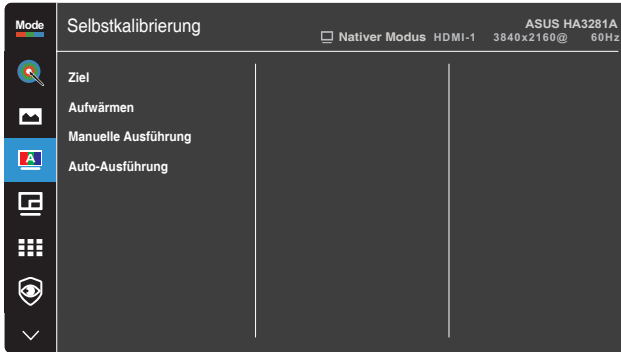 Mode
Selbstkalibrierung
Nativer Modus HDMI-1
ASUS HA3281A
3840x2160@ 60Hz
Ziel
Aufwärmen
Manuelle Ausführung
A
Auto-Ausführung